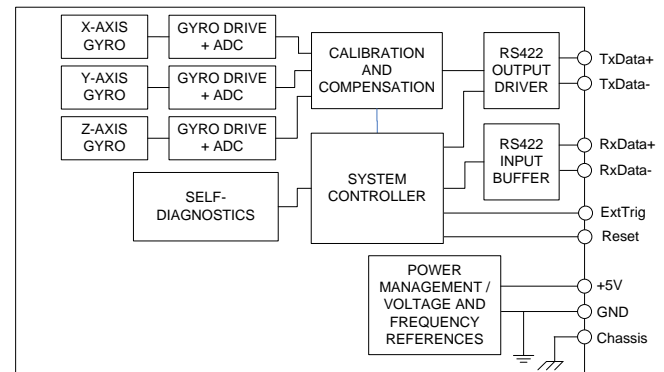 X-AXIS
GYRO
GYRO DRIVE
+ ADC
Y-AXIS
GYRO
GYRO DRIVE
+ ADC
Z-AXIS
GYRO
GYRO DRIVE
+ ADC
CALIBRATION
AND
COMPENSATION
RS422
OUTPUT
DRIVER
TxData+
TxData-
SELF-
DIAGNOSTICS
SYSTEM
CONTROLLER
RS422
INPUT
BUFFER
RxData+
RxData-
ExtTrig
Reset
POWER
MANAGEMENT /
VOLTAGE AND
FREQUENCY
REFERENCES
+5V
GND
Chassis